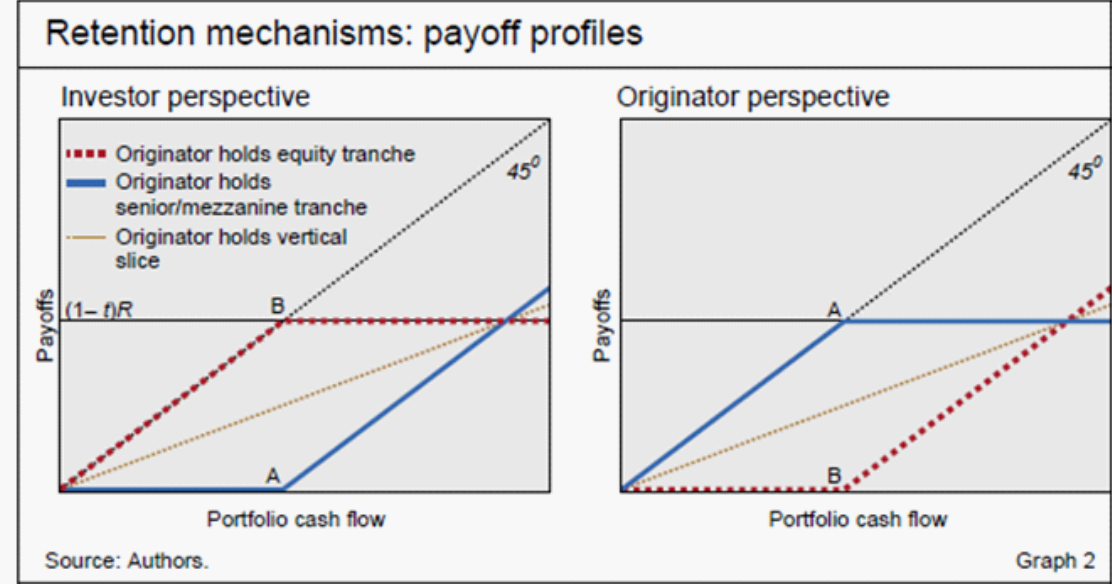 Retention mechanisms: payoff profiles
Investor perspective
Originator holds equity tranche
Originator holds
senior/mezzanine tranche
Originator holds vertical
slice
45⁰
(1– t)R
B
A
Payoffs
Portfolio cash flow
Originator perspective
45⁰
A
B
Payoffs
Portfolio cash flow
Source: Authors.
Graph 2